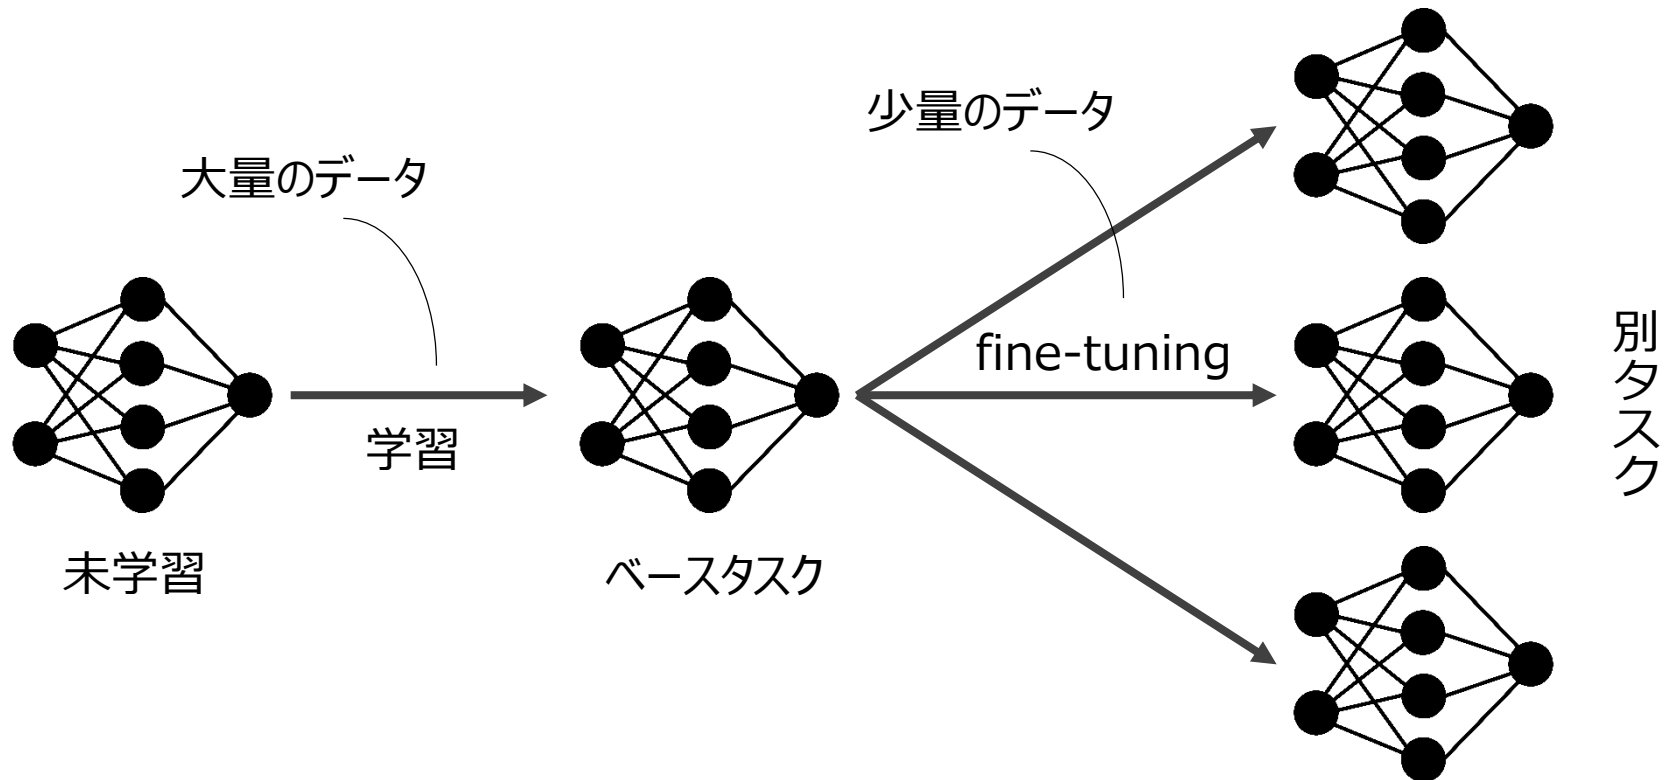 大量のデータ
学習
未学習
ベースタスク
少量のデータ
fine-tuning
別タスク